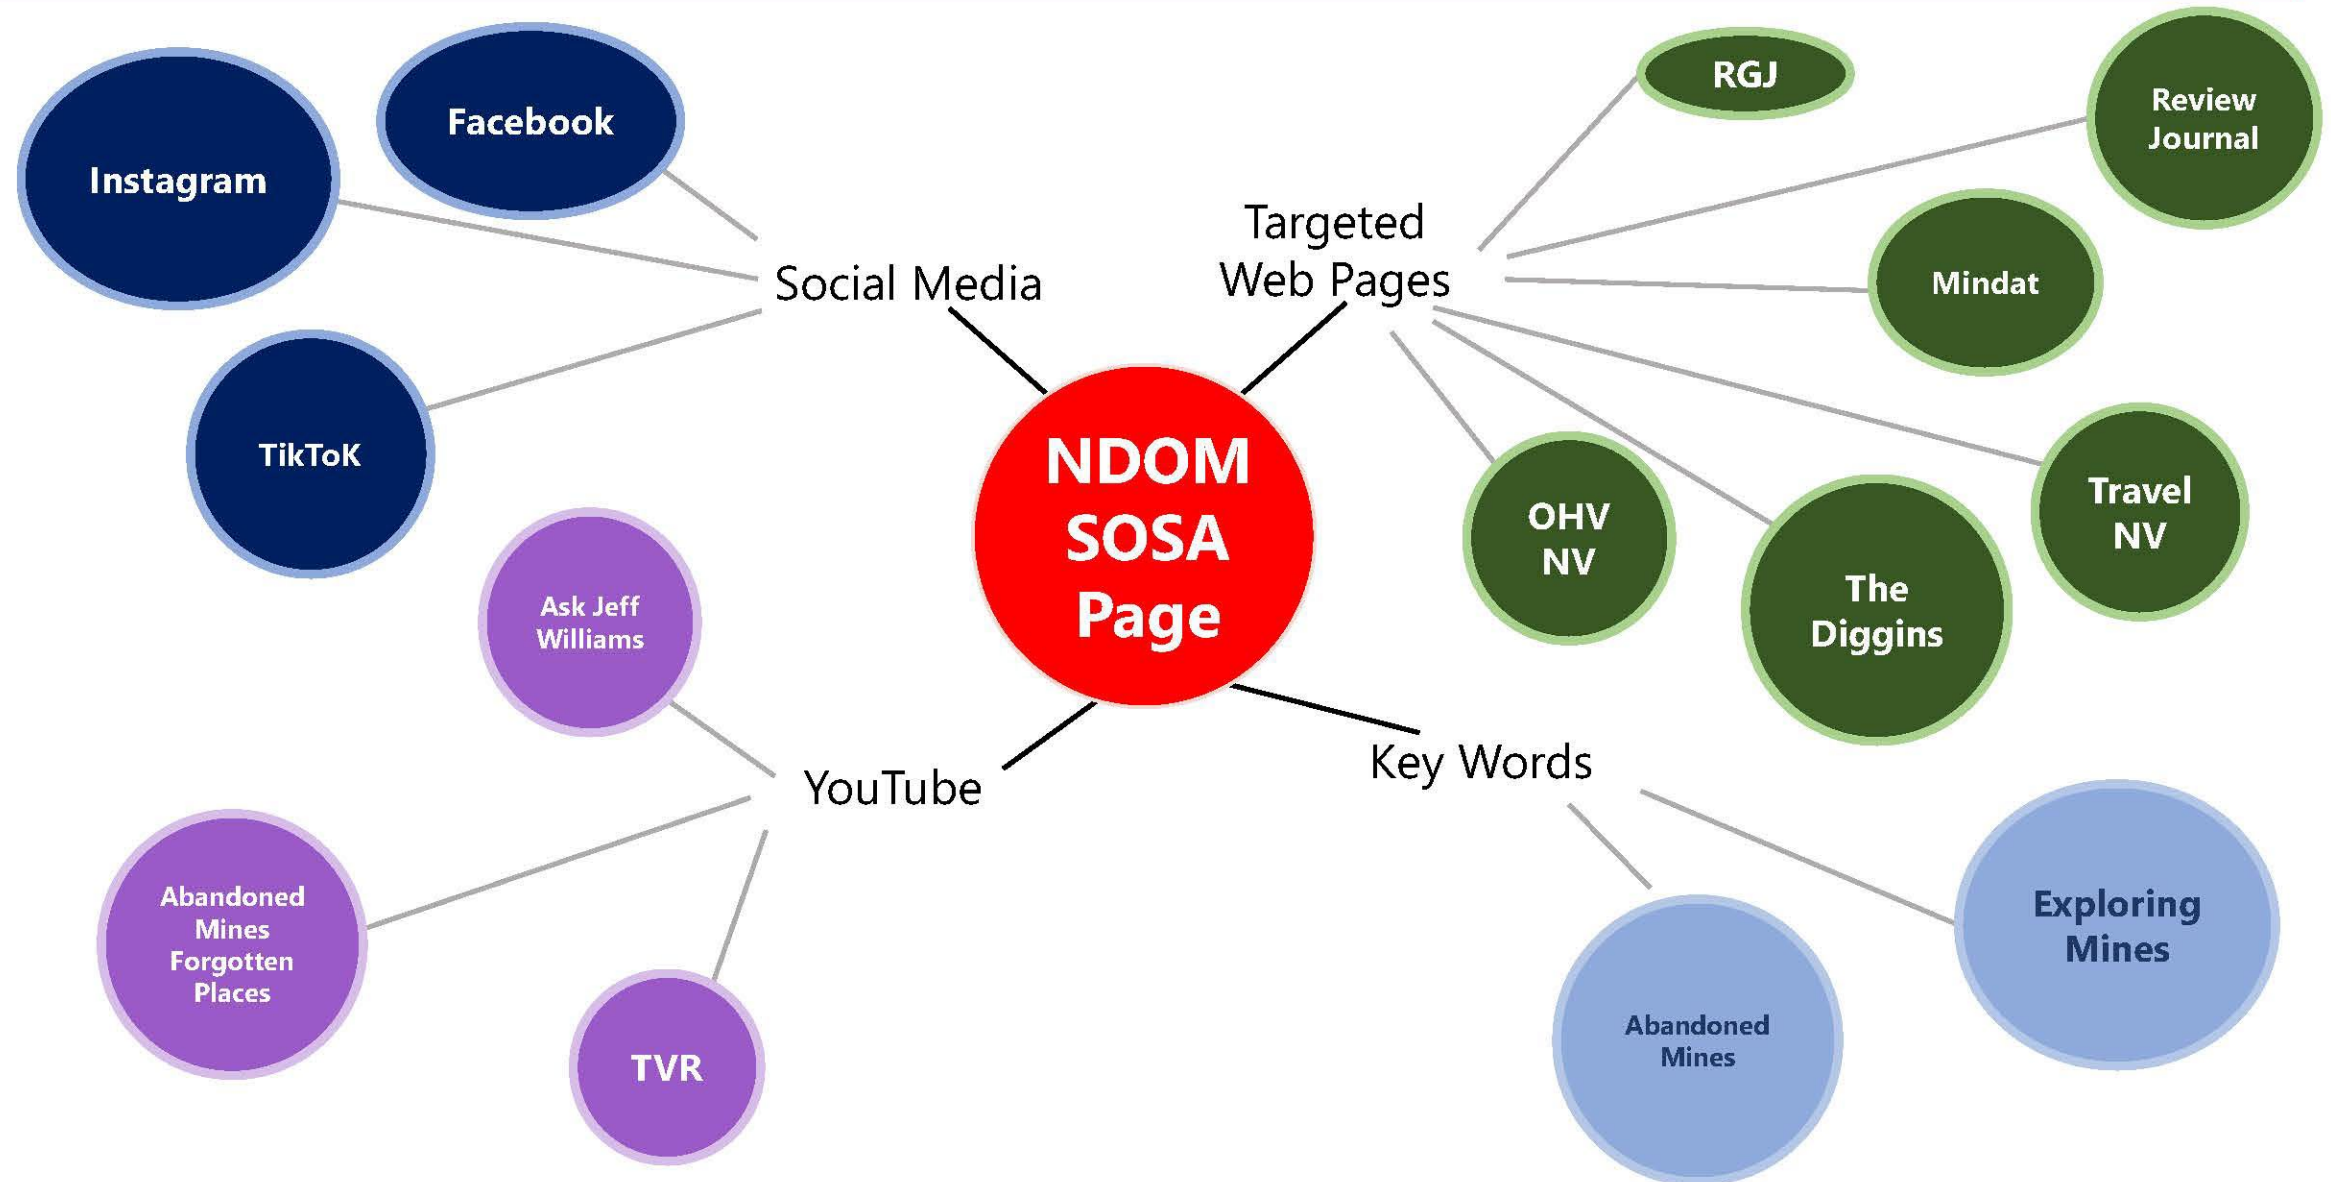 Instagram
Facebook
TikToK
Social Media
Targeted
Web Pages
RGJ
Review
Journal
Mindat
Travel
NV
The
Diggins
OHV
NV
NDOM
SOSA
Page
Ask Jeff
Williams
YouTube
Abandoned
Mines
Forgotten
Places
TVR
Key Words
Abandoned
Mines
Exploring
Mines